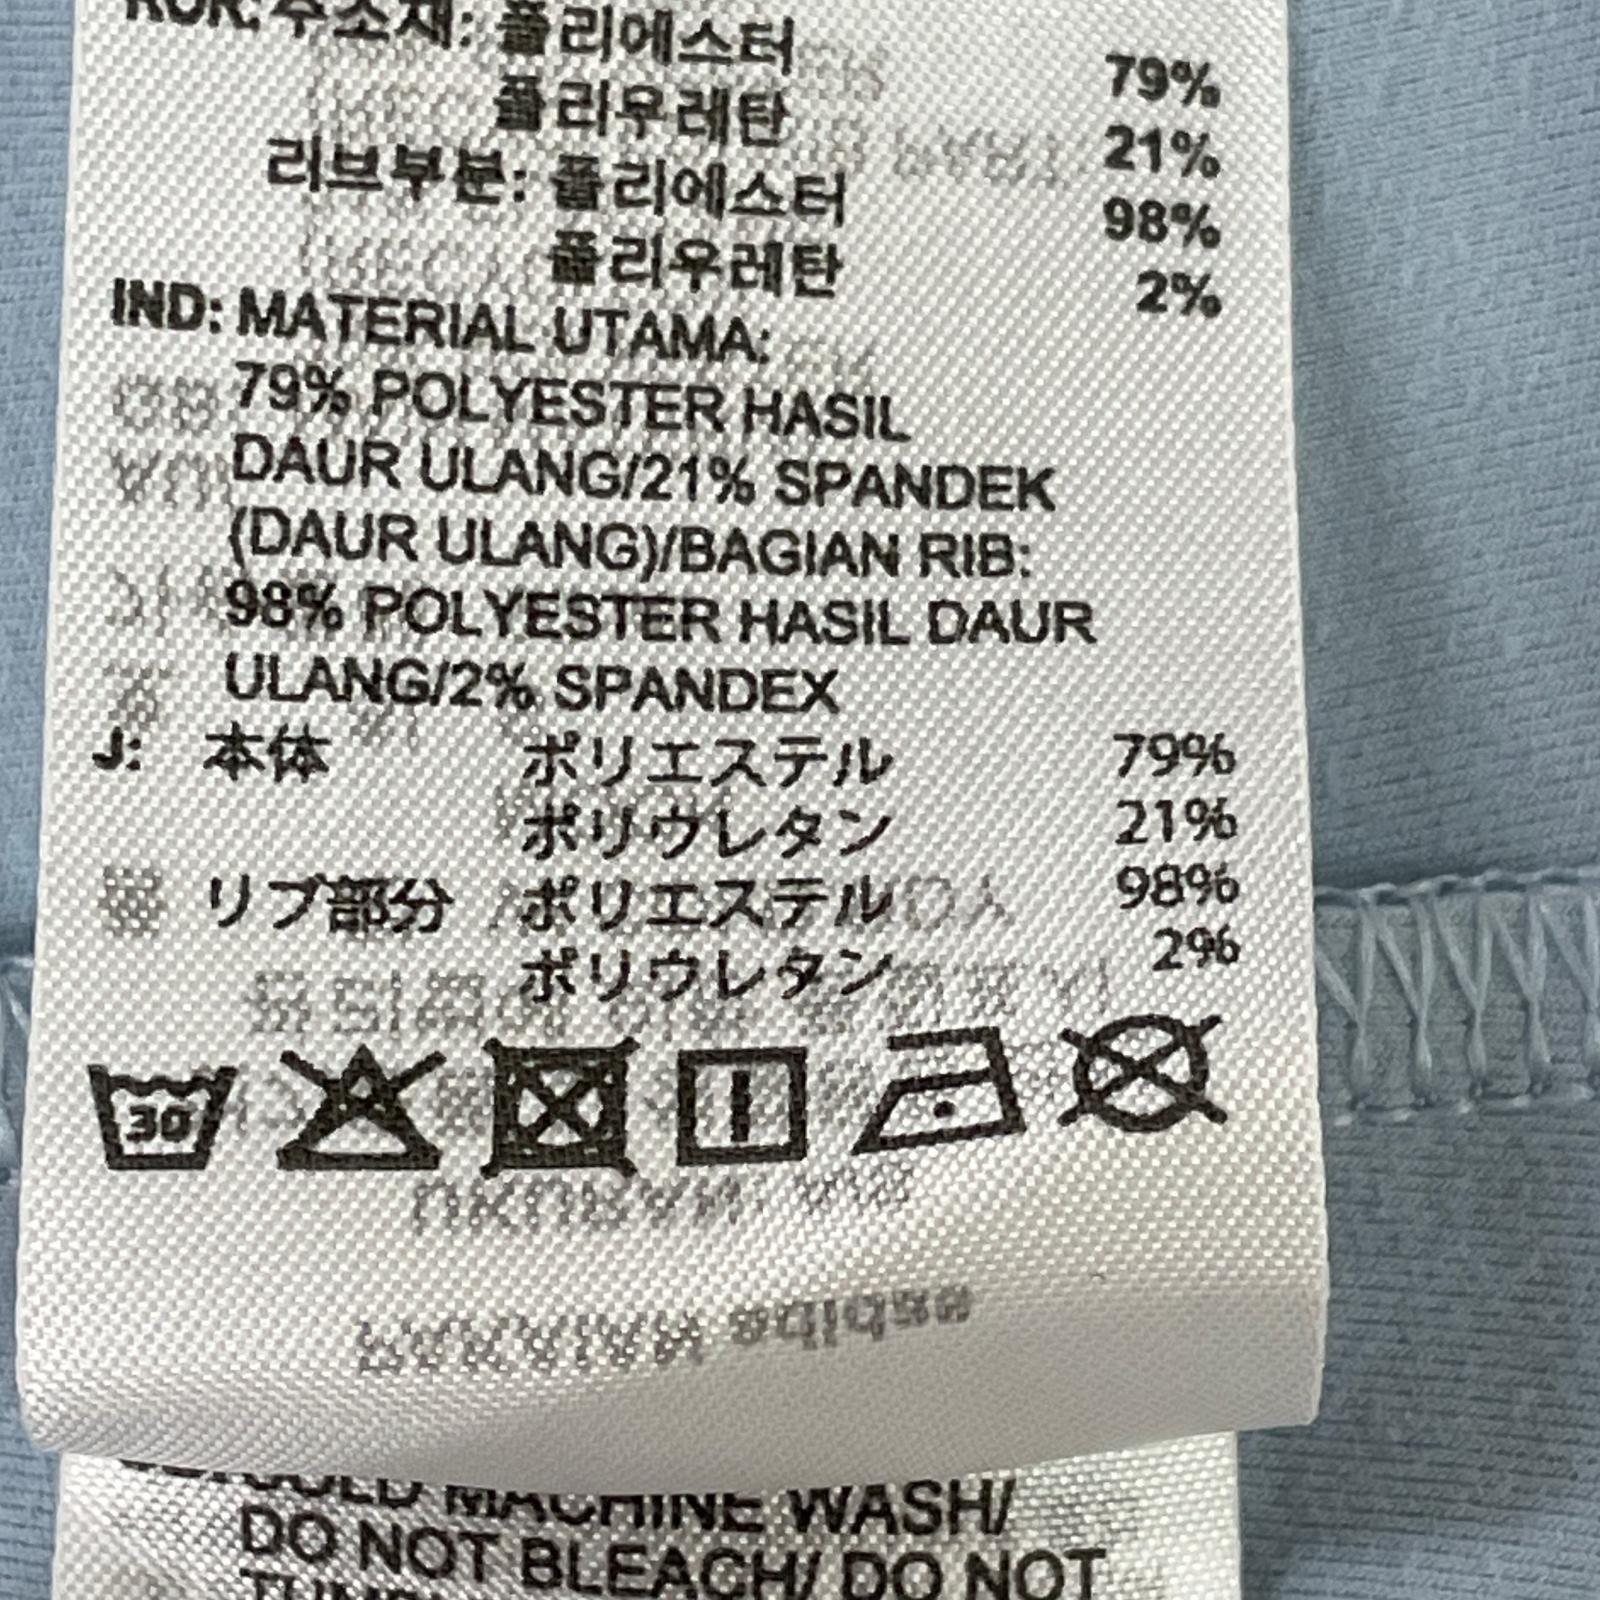 KOR: 주소재: 폴리에스터 79%
폴리우레탄 21%
리브부분: 폴리에스터 98%
폴리우레탄 2%
IND: MATERIAL UTAMA:
79% POLYESTER HASIL
DAUR ULANG/21% SPANDEK
(DAUR ULANG)/BAGIAN RIB:
98% POLYESTER HASIL DAUR
ULANG/2% SPANDEX
J: 本体 ポリエステル 79%
ポリウレタン 21%
リブ部分 ポリエステル 98%
ポリウレタン 2%
30
COLD MACHINE WASH/
DO NOT BLEACH/ DO NOT